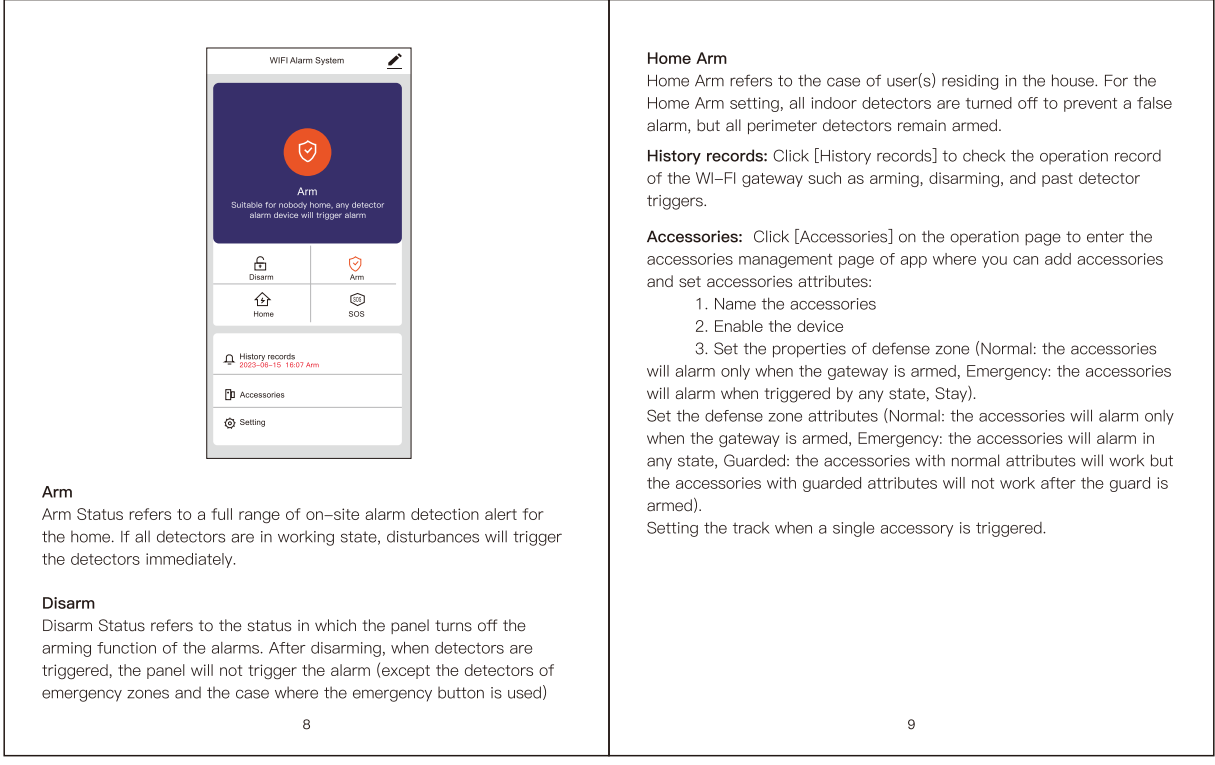 WIFI Alarm System
Arm
Suitable for nobody home, any detector
alarm device will trigger alarm
Disarm
Arm
Home
SOS
SOS
History records
2023-06-15 16:07 Arm
Accessories
Setting
Arm
Arm Status refers to a full range of on-site alarm detection alert for
the home. If all detectors are in working state, disturbances will trigger
the detectors immediately.
Disarm
Disarm Status refers to the status in which the panel turns off the
arming function of the alarms. After disarming, when detectors are
triggered, the panel will not trigger the alarm (except the detectors of
emergency zones and the case where the emergency button is used)
8
Home Arm
Home Arm refers to the case of user(s) residing in the house. For the
Home Arm setting, all indoor detectors are turned off to prevent a false
alarm, but all perimeter detectors remain armed.
History records: Click [History records] to check the operation record
of the WI-FI gateway such as arming, disarming, and past detector
triggers.
Accessories: Click [Accessories] on the operation page to enter the
accessories management page of app where you can add accessories
and set accessories attributes:
1. Name the accessories
2. Enable the device
3. Set the properties of defense zone (Normal: the accessories
will alarm only when the gateway is armed, Emergency: the accessories
will alarm when triggered by any state, Stay).
Set the defense zone attributes (Normal: the accessories will alarm only
when the gateway is armed, Emergency: the accessories will alarm in
any state, Guarded: the accessories with normal attributes will work but
the accessories with guarded attributes will not work after the guard is
armed).
Setting the track when a single accessory is triggered.
9